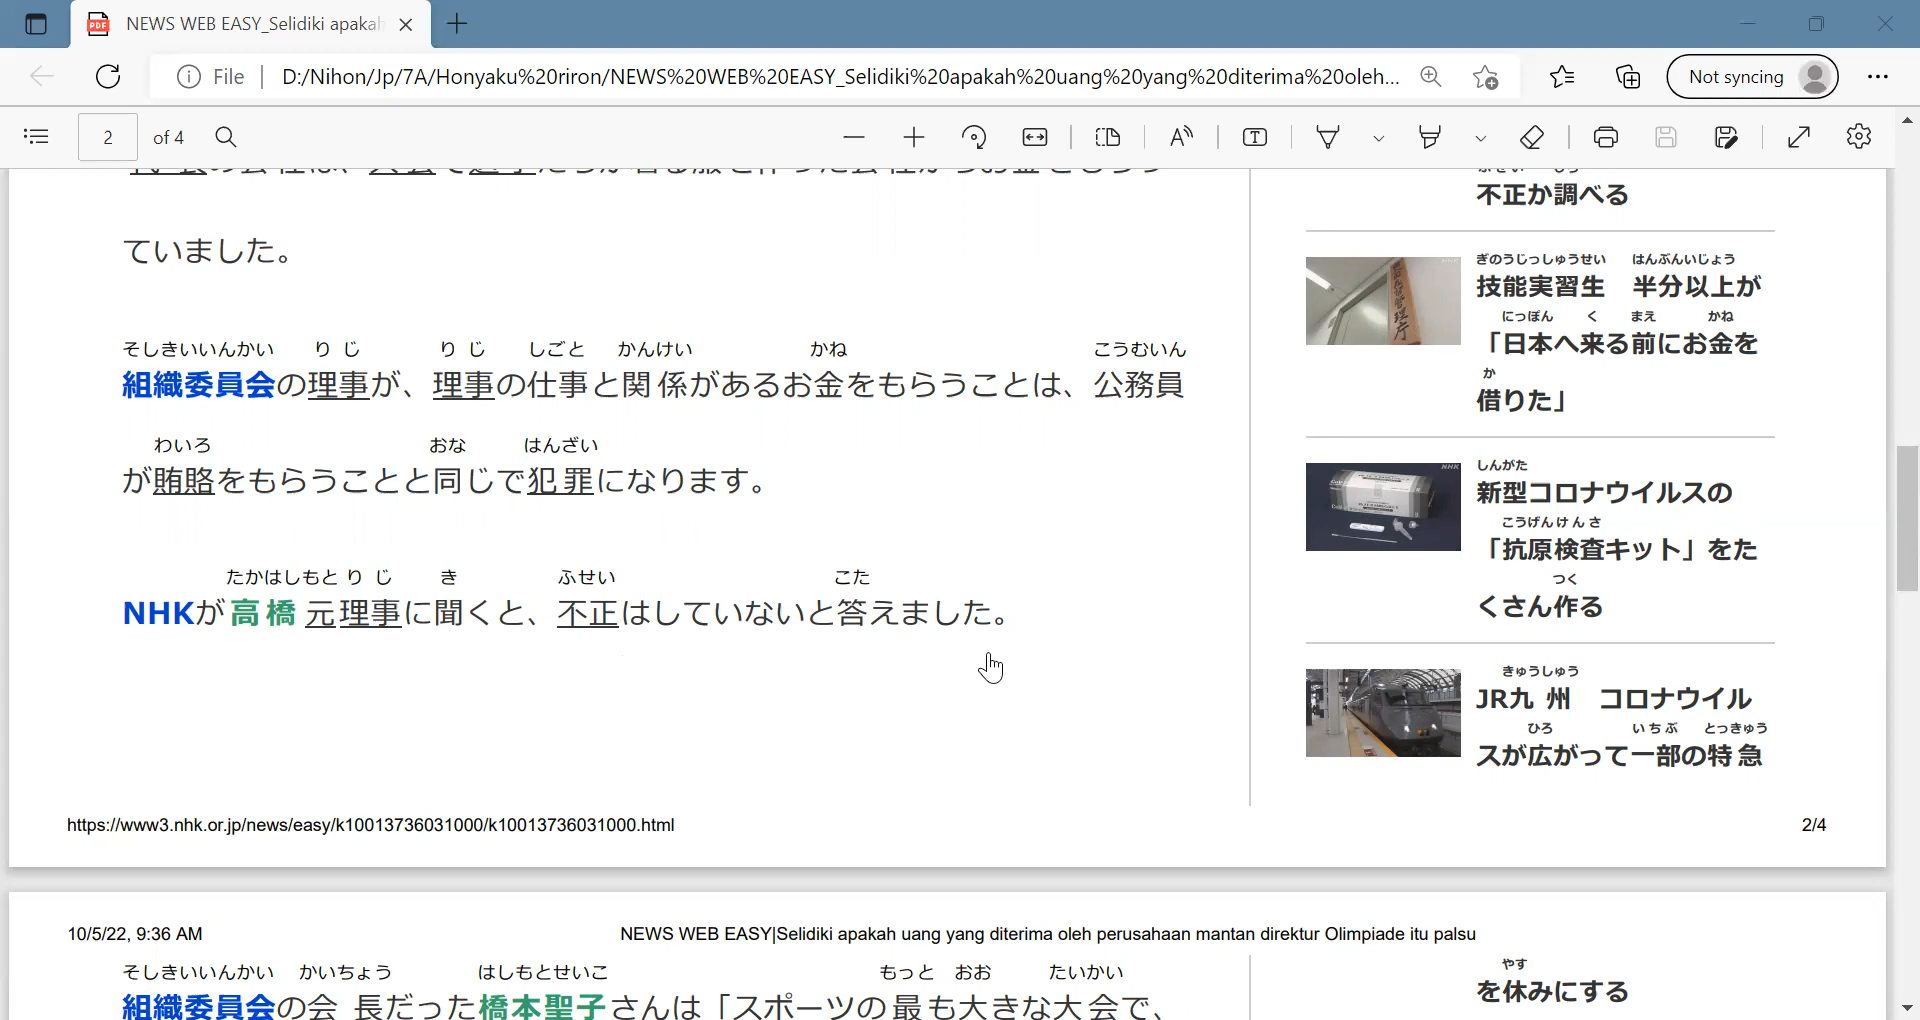 NEWS WEB EASY_Selidiki apakah
File
D:/Nihon/Jp/7A/Honyaku%20riron/NEWS%20WEB%20EASY_Selidiki%20apakah%20uang%20yang%20diterima%20oleh...
Not syncing
2 of 4
ていました。
そしきいいんかい りじ りじ しごと かんけい かね こうむいん
組織委員会の理事が、理事の仕事と関係があるお金をもらうことは、公務員
わいろ おな はんざい
が賄賂をもらうことと同じで犯罪になります。
たかはしもとりじ き ふせい こた
NHKが高橋元理事に聞くと、不正はしていないと答えました。
不正か調べる
ぎのうじっしゅうせい はんぶんいじょう
技能実習生 半分以上が
にっぽん く まえ かね
「日本へ来る前にお金を
か
借りた」
しんがた
新型コロナウイルスの
こうげんけんさ
「抗原検査キット」をた
つく
くさん作る
きゅうしゅう
JR九州 コロナウイル
ひろ いちぶ とっきゅう
スが広がって一部の特急
https://www3.nhk.or.jp/news/easy/k10013736031000/k10013736031000.html
2/4
10/5/22, 9:36 AM
NEWS WEB EASY|Selidiki apakah uang yang diterima oleh perusahaan mantan direktur Olimpiade itu palsu
そしきいいんかい かいちょう はしもとせいこ もっと おお たいかい
組織委員会の会長だった橋本聖子さんは「スポーツの最も大きな大会で、
やす
を休みにする